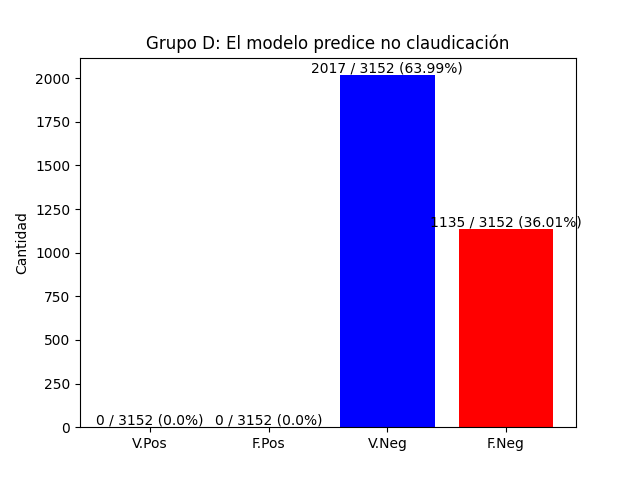 Grupo D: El modelo predice no claudicación
2017 / 3152 (63.99%)
1135 / 3152 (36.01%)
0 / 3152 (0.0%)
0 / 3152 (0.0%)
Cantidad
2000
1750
1500
1250
1000
750
500
250
0
V.Pos
F.Pos
V.Neg
F.Neg